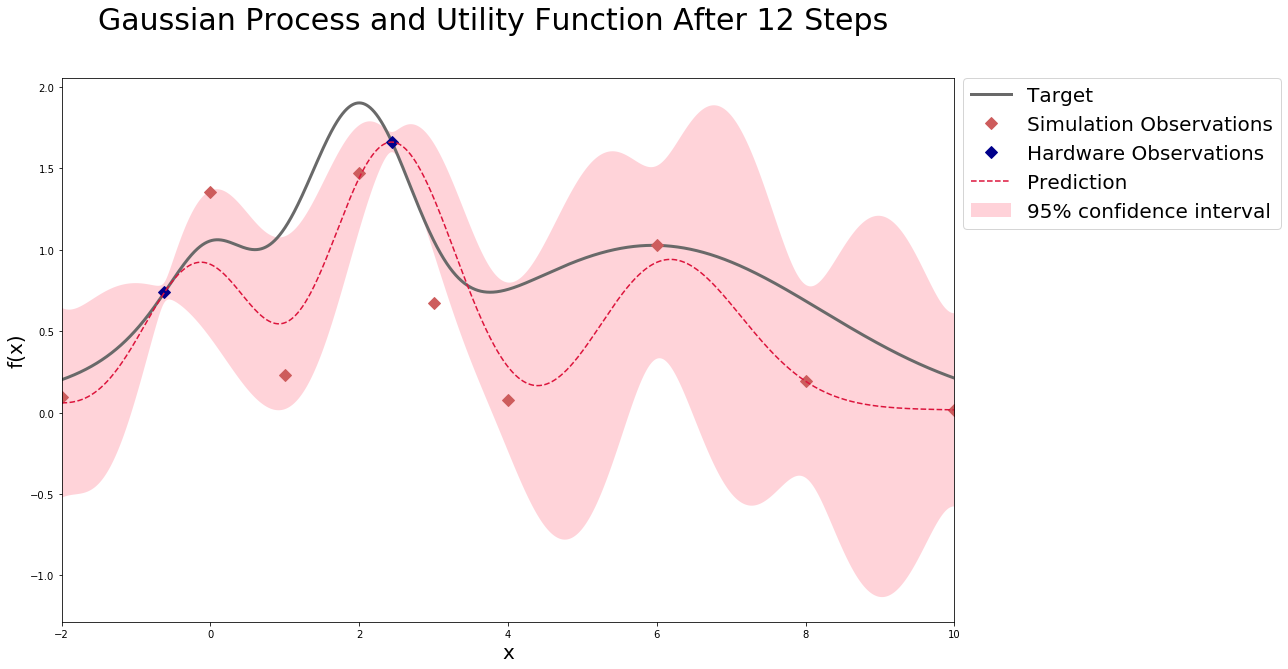 Gaussian Process and Utility Function After 12 Steps
Target
Simulation Observations
Hardware Observations
Prediction
95% confidence interval
f(x)
2.0
1.5
1.0
0.5
0.0
−0.5
−1.0
−2
0
2
4
6
8
10
x